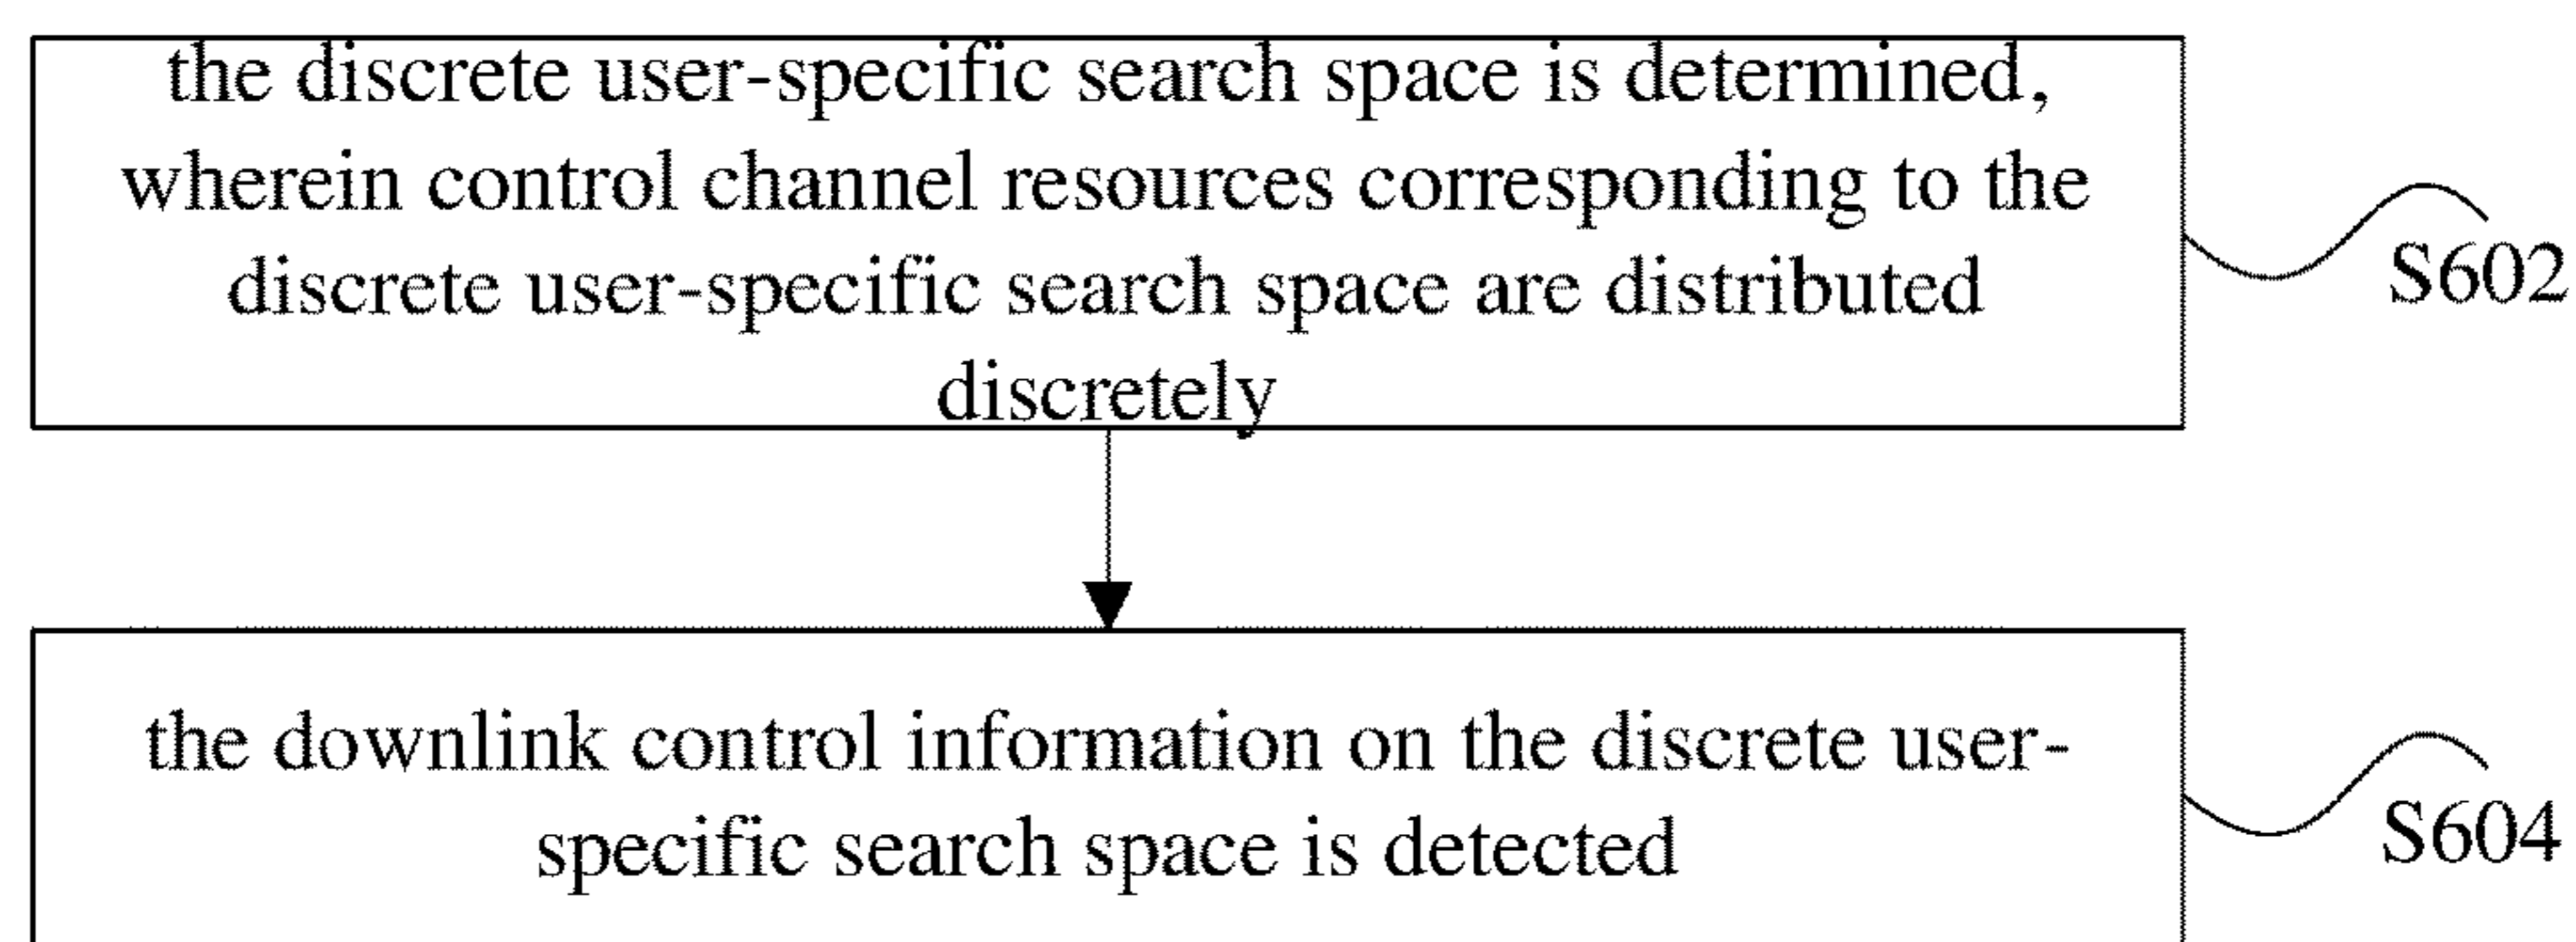 the discrete user-specific search space is determined,
wherein control channel resources corresponding to the
discrete user-specific search space are distributed
discretely
S602
the downlink control information on the discrete user-
specific search space is detected
S604